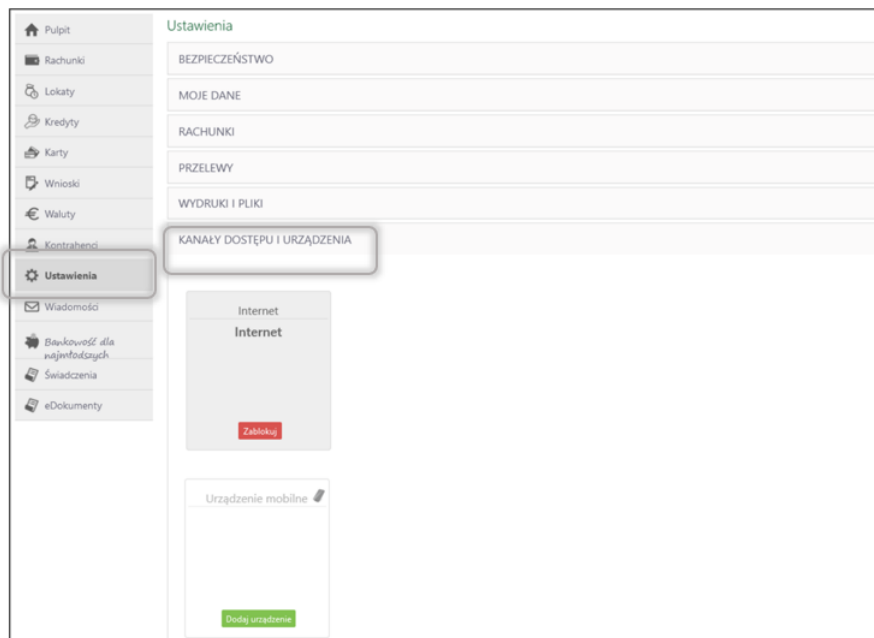 Pulpit
Rachunki
Lokaty
Kredyty
Karty
Wnioski
Waluty
Kontrahenci
Ustawienia
Wiadomości
Bankowość dla
najmłodszych
Świadczenia
eDokumenty
Ustawienia
BEZPIECZEŃSTWO
MOJE DANE
RACHUNKI
PRZELEWY
WYDRUKI I PLIKI
KANAŁY DOSTĘPU I URZĄDZENIA
Internet
Internet
Zablokuj
Urządzenie mobilne
Dodaj urządzenie